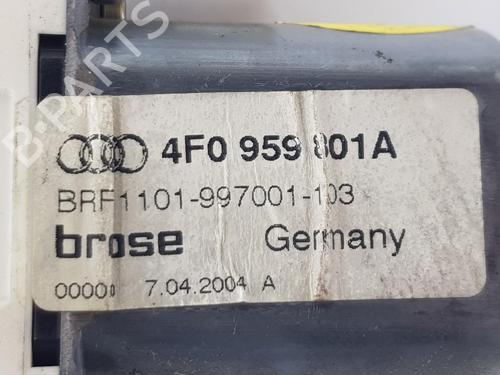 B-PARTS
4F0 959 801A
BRF1101-997001-103
brose Germany
7.04.2004 A